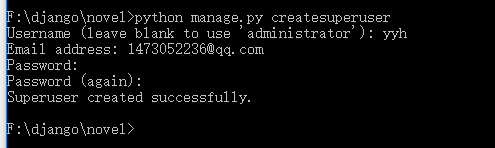 F:\django\novel>python manage.py createsuperuser
Username (leave blank to use 'administrator'): yyh
Email address: 1473052236@qq.com
Password:
Password (again):
Superuser created successfully.
F:\django\novel>